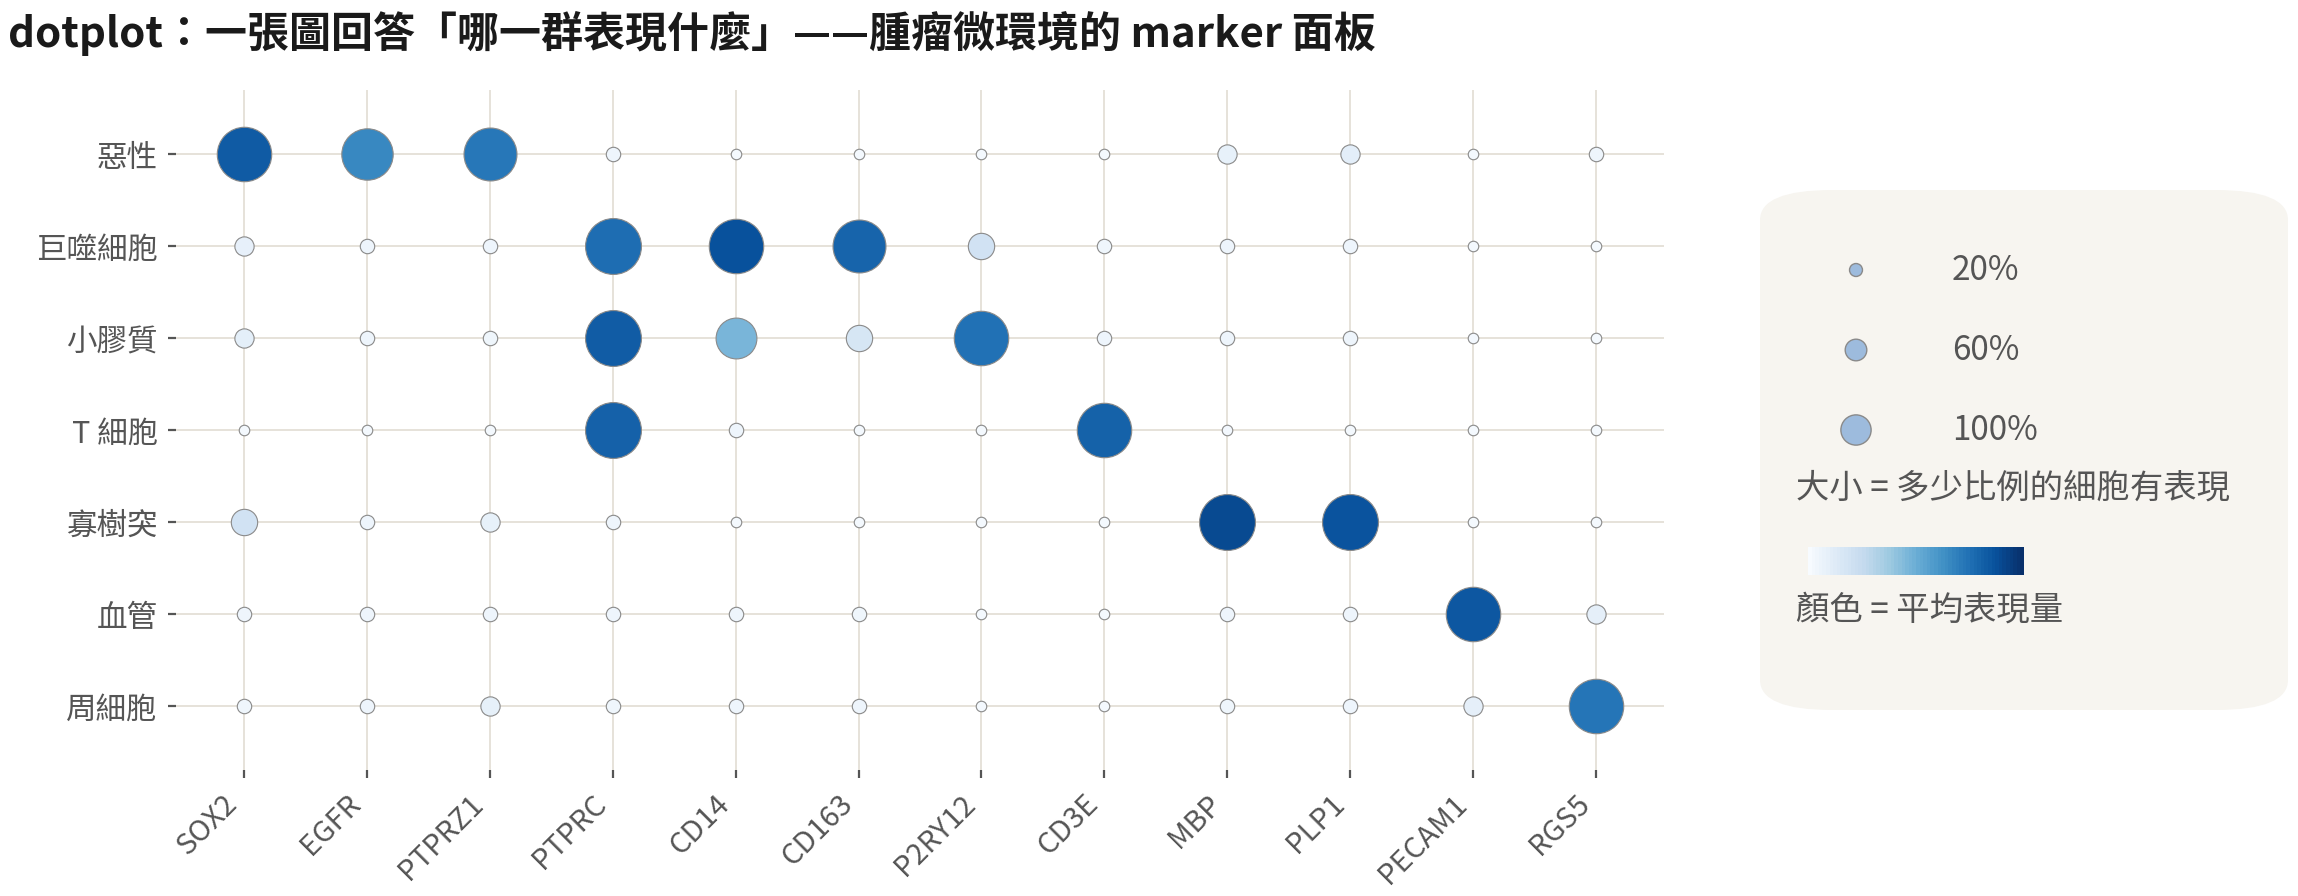 dotplot：一張圖回答「哪一群表現什麼」——腫瘤微環境的 marker 面板
惡性
巨噬細胞
小膠質
T 細胞
寡樹突
血管
周細胞
SOX2
EGFR
PTPRZ1
PTPRC
CD14
CD163
P2RY12
CD3E
MBP
PLP1
PECAM1
RGS5
20%
60%
100%
大小 = 多少比例的細胞有表現
顏色 = 平均表現量